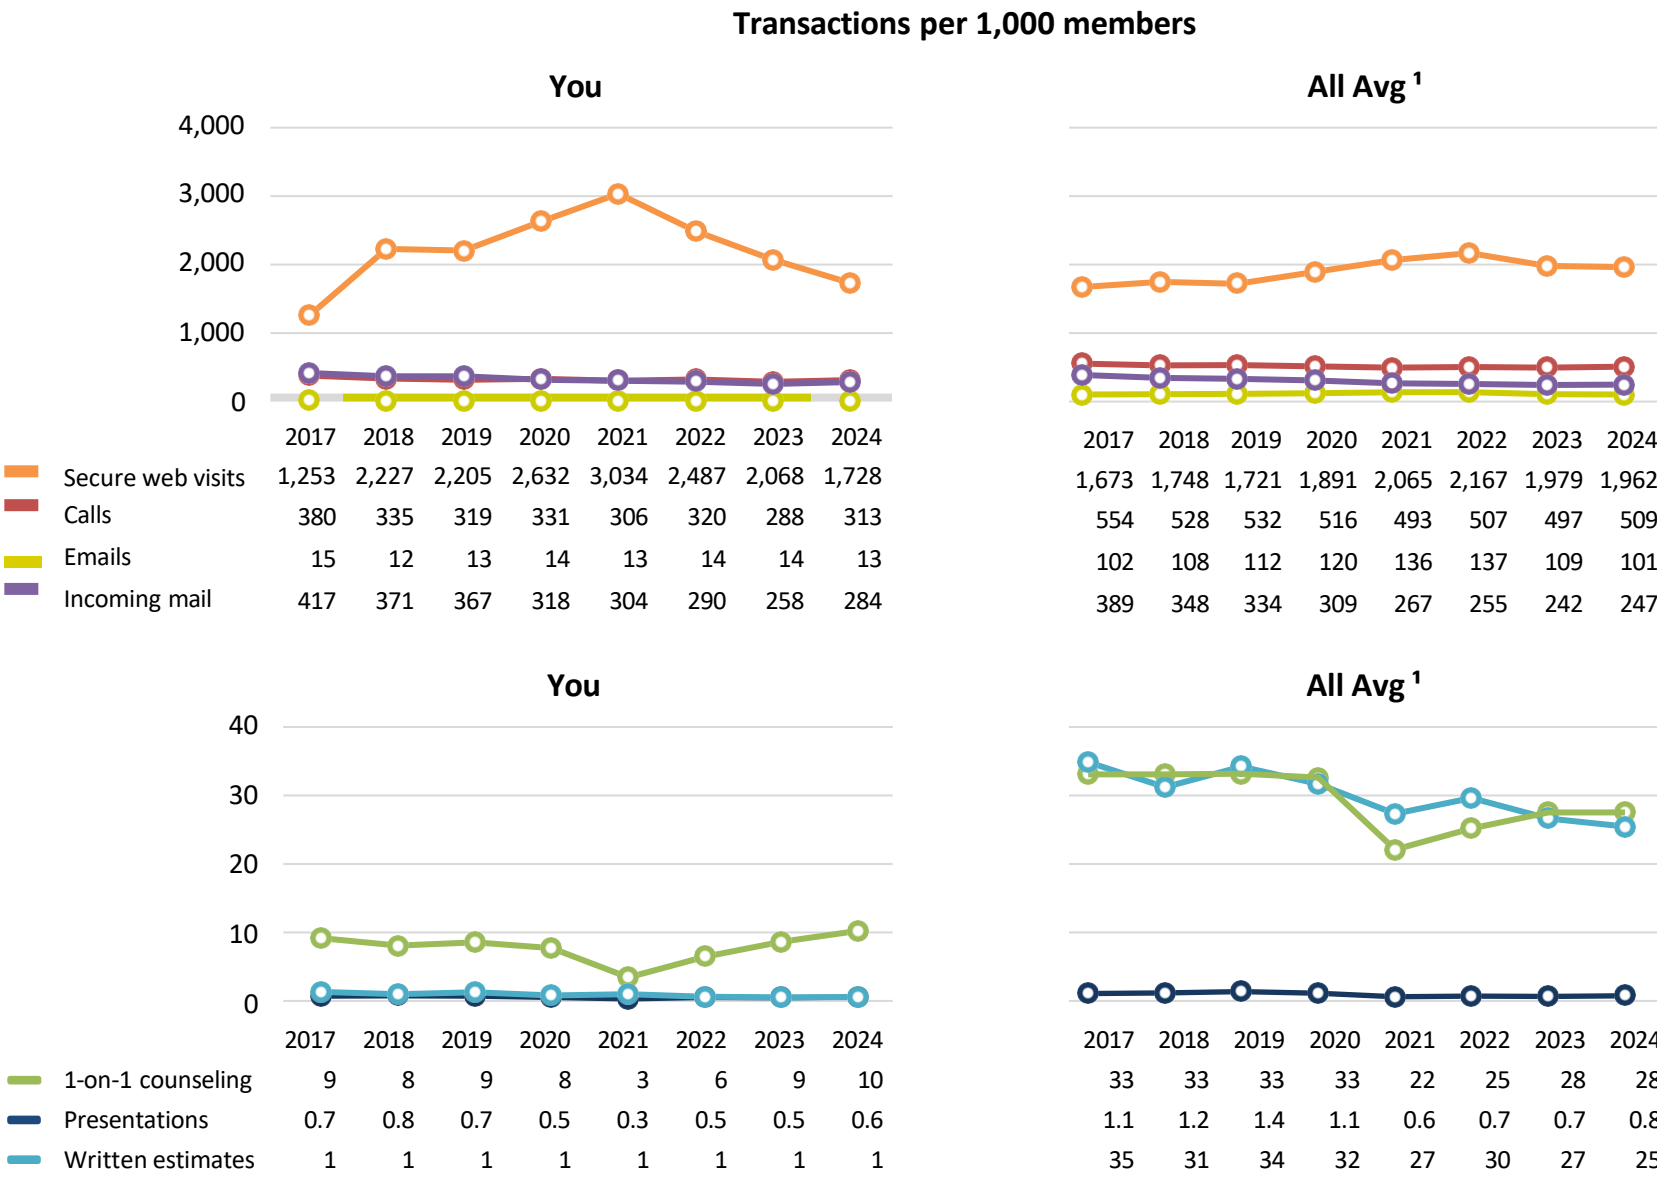 Transactions per 1,000 members
You All Avg ¹
4,000
3,000
2,000
1,000
0
2017 2018 2019 2020 2021 2022 2023 2024 2017 2018 2019 2020 2021 2022 2023 2024
Secure web visits 1,253 2,227 2,205 2,632 3,034 2,487 2,068 1,728 1,673 1,748 1,721 1,891 2,065 2,167 1,979 1,962
Calls 380 335 319 331 306 320 288 313 554 528 532 516 493 507 497 509
Emails 15 12 13 14 13 14 14 13 102 108 112 120 136 137 109 101
Incoming mail 417 371 367 318 304 290 258 284 389 348 334 309 267 255 242 247
You All Avg ¹
40
30
20
10
0
2017 2018 2019 2020 2021 2022 2023 2024 2017 2018 2019 2020 2021 2022 2023 2024
1-on-1 counseling 9 8 9 8 3 6 9 10 33 33 33 33 22 25 28 28
Presentations 0.7 0.8 0.7 0.5 0.3 0.5 0.5 0.6 1.1 1.2 1.4 1.1 0.6 0.7 0.7 0.8
Written estimates 1 1 1 1 1 1 1 1 35 31 34 32 27 30 27 25